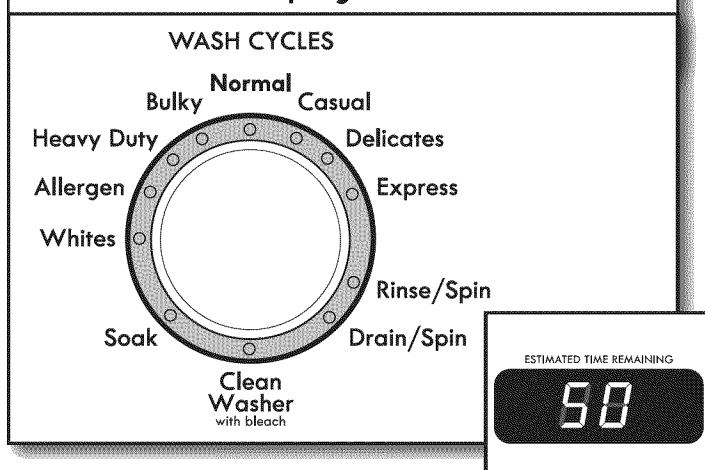 WASH CYCLES
Normal
Bulky
Casual
Heavy Duty
Delicates
Allergen
Express
Whites
Rinse/Spin
Soak
Drain/Spin
Clean
Washer
with bleach
ESTIMATED TIME REMAINING
50